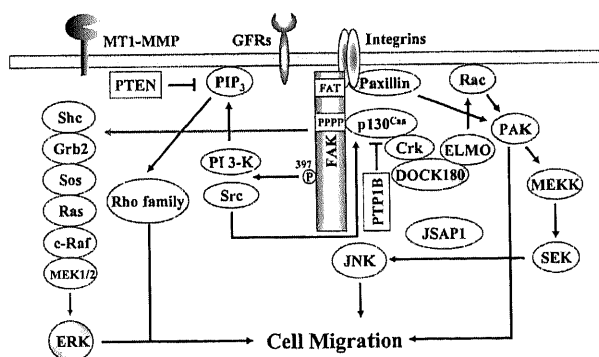 MT1-MMP
GFRs
Integrins
PTEN
PIP3
FAT
Paxillin
Rac
Shc
PPPP
p130Cas
PAK
Grb2
FAK
Crk
ELMO
PI 3-K
397
P
DOCK180
MEKK
Sos
Src
PTP1B
Ras
Rho family
JSAP1
c-Raf
JNK
SEK
MEK1/2
ERK
Cell Migration